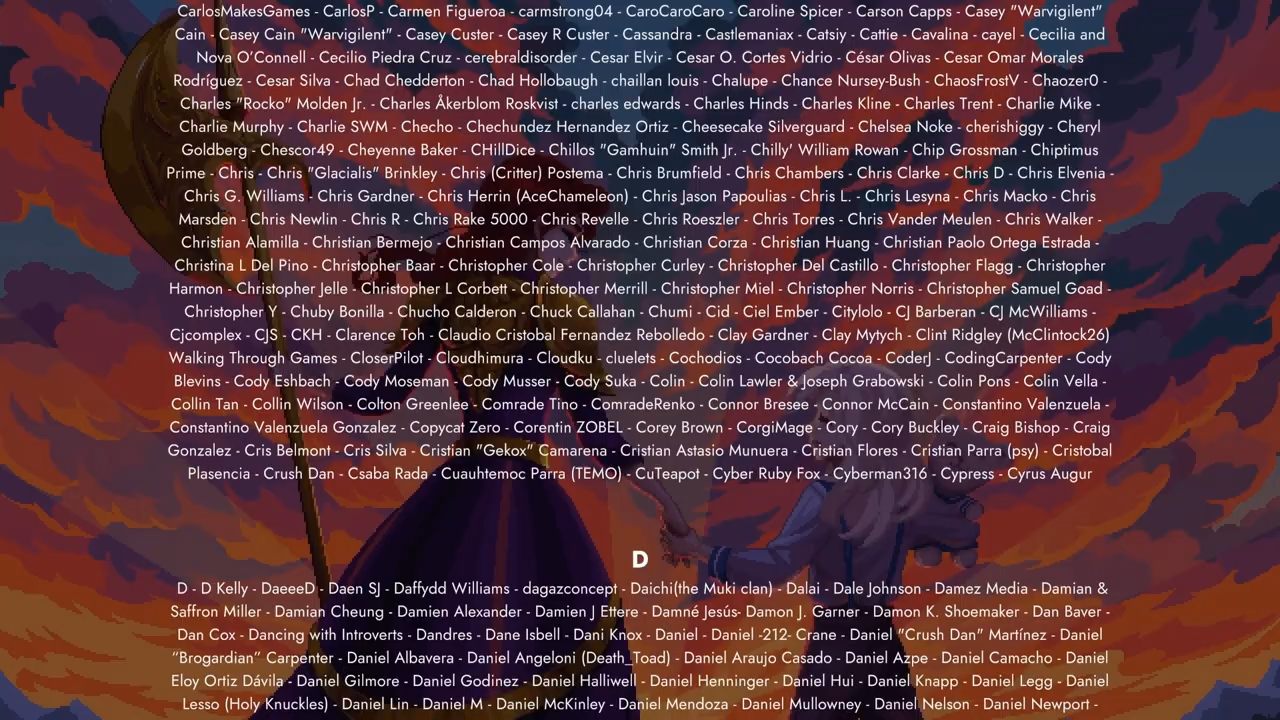 CarlosMakesGames - CarlosP - Carmen Figueroa - carmstrong04 - CaroCaroCaro - Caroline Spicer - Carson Capps - Casey "Warvigilent"
Cain - Casey Cain "Warvigilent" - Casey Custer - Casey R Custer - Cassandra - Castlemaniax - Catsiy - Cattie - Cavalina - cayel - Cecilia and
Nova O’Connell - Cecilio Piedra Cruz - cerebraldisorder - Cesar Elvir - Cesar O. Cortes Vidrio - César Olivas - Cesar Omar Morales
Rodríguez - Cesar Silva - Chad Chedderton - Chad Hollobaugh - chaillan louis - Chalupe - Chance Nursey-Bush - ChaosFrostV - Chaozer0 -
Charles "Rocko" Molden Jr. - Charles Åkerblom Roskvist - charles edwards - Charles Hinds - Charles Kline - Charles Trent - Charlie Mike -
Charlie Murphy - Charlie SWM - Checho - Chechundez Hernandez Ortiz - Cheesecake Silverguard - Chelsea Noke - cherishiggy - Cheryl
Goldberg - Chescor49 - Cheyenne Baker - CHillDice - Chillos "Gamhuin" Smith Jr. - Chilly' William Rowan - Chip Grossman - Chiptimus
Prime - Chris - Chris "Glacialis" Brinkley - Chris (Critter) Postema - Chris Brumfield - Chris Chambers - Chris Clarke - Chris D - Chris Elvenia -
Chris G. Williams - Chris Gardner - Chris Herrin (AceChameleon) - Chris Jason Papoulias - Chris L. - Chris Lesyna - Chris Macko - Chris
Marsden - Chris Newlin - Chris R - Chris Rake 5000 - Chris Revelle - Chris Roeszler - Chris Torres - Chris Vander Meulen - Chris Walker -
Christian Alamilla - Christian Bermejo - Christian Campos Alvarado - Christian Corza - Christian Huang - Christian Paolo Ortega Estrada -
Christina L Del Pino - Christopher Baar - Christopher Cole - Christopher Curley - Christopher Del Castillo - Christopher Flagg - Christopher
Harmon - Christopher Jelle - Christopher L Corbett - Christopher Merrill - Christopher Miel - Christopher Norris - Christopher Samuel Goad -
Christopher Y - Chuby Bonilla - Chucho Calderon - Chuck Callahan - Chumi - Cid - Ciel Ember - Citylolo - CJ Barberan - CJ McWilliams -
Cjcomplex - CJS - CKH - Clarence Toh - Claudio Cristobal Fernandez Rebolledo - Clay Gardner - Clay Mytych - Clint Ridgley (McClintock26)
Walking Through Games - CloserPilot - Cloudhimura - Cloudku - cluelets - Cochodios - Cocobach Cocoa - CoderJ - CodingCarpenter - Cody
Blevins - Cody Eshbach - Cody Moseman - Cody Musser - Cody Suka - Colin - Colin Lawler & Joseph Grabowski - Colin Pons - Colin Vella -
Collin Tan - Collin Wilson - Colton Greenlee - Comrade Tino - ComradeRenko - Connor Bresee - Connor McCain - Constantino Valenzuela -
Constantino Valenzuela Gonzalez - Copycat Zero - Corentin ZOBEL - Corey Brown - CorgiMage - Cory - Cory Buckley - Craig Bishop - Craig
Gonzalez - Cris Belmont - Cris Silva - Cristian "Gekox" Camarena - Cristian Astasio Munuera - Cristian Flores - Cristian Parra (psy) - Cristobal
Plasencia - Crush Dan - Csaba Rada - Cuauhtemoc Parra (TEMO) - CuTeapot - Cyber Ruby Fox - Cyberman316 - Cypress - Cyrus Augur
D
D - D Kelly - DaeeeD - Daen SJ - Daffydd Williams - dagazconcept - Daichi(the Muki clan) - Dalai - Dale Johnson - Damez Media - Damian &
Saffron Miller - Damian Cheung - Damien Alexander - Damien J Ettere - Damné Jesús- Damon J. Garner - Damon K. Shoemaker - Dan Baver -
Dan Cox - Dancing with Introverts - Dandres - Dane Isbell - Dani Knox - Daniel - Daniel -212- Crane - Daniel "Crush Dan" Martínez - Daniel
“Brogardian” Carpenter - Daniel Albavera - Daniel Angeloni (Death_Toad) - Daniel Araujo Casado - Daniel Azpe - Daniel Camacho - Daniel
Eloy Ortiz Dávila - Daniel Gilmore - Daniel Godinez - Daniel Halliwell - Daniel Henninger - Daniel Hui - Daniel Knapp - Daniel Legg - Daniel
Lesso (Holy Knuckles) - Daniel Lin - Daniel M - Daniel McKinley - Daniel Mendoza - Daniel Mullowney - Daniel Nelson - Daniel Newport -